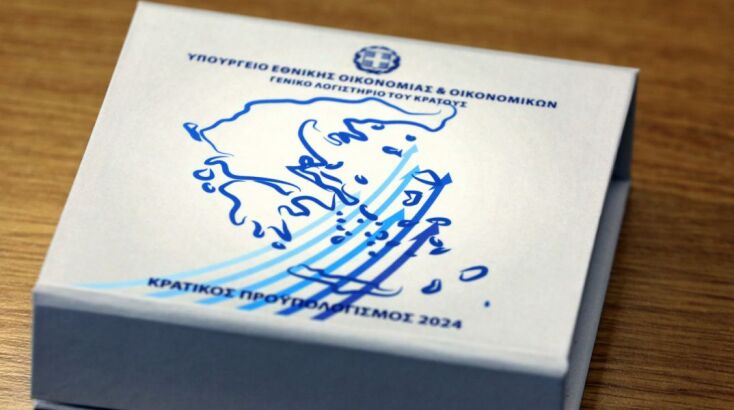 ΥΠΟΥΡΓΕΙΟ ΕΘΝΙΚΗΣ ΟΙΚΟΝΟΜΙΑΣ & ΟΙΚΟΝΟΜΙΚΩΝ
ΓΕΝΙΚΟ ΛΟΓΙΣΤΗΡΙΟ ΤΟΥ ΚΡΑΤΟΥΣ
ΚΡΑΤΙΚΟΣ ΠΡΟΥΠΟΛΟΓΙΣΜΟΣ 2024